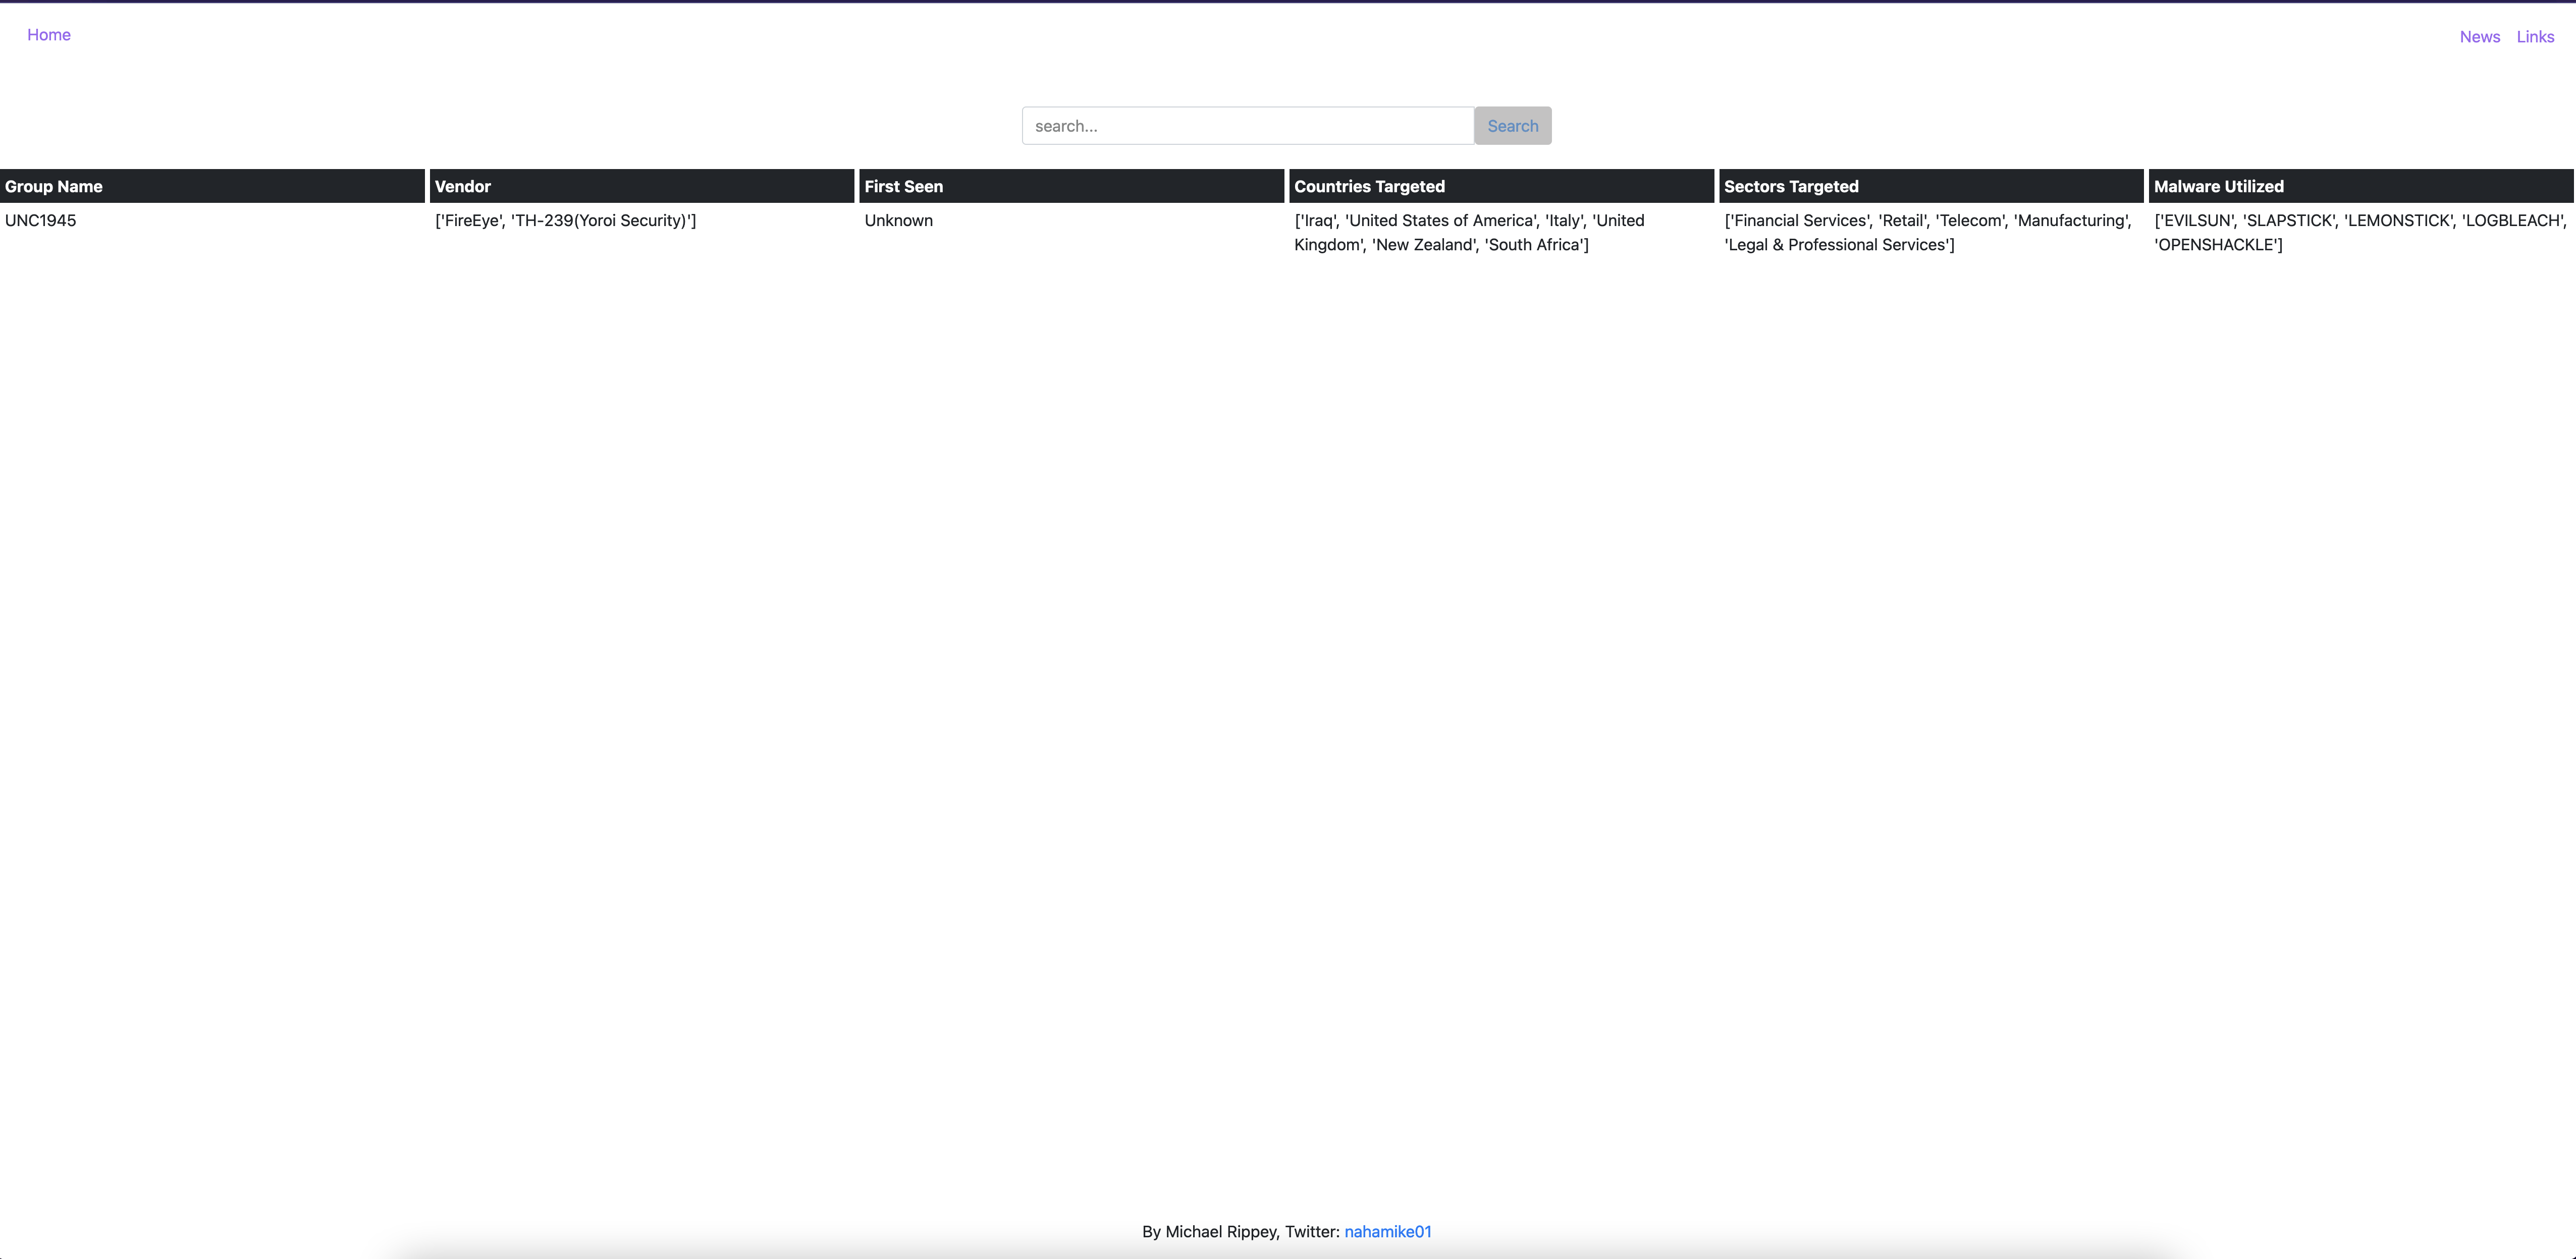 Home
News Links
search...
Search
Group Name Vendor First Seen Countries Targeted Sectors Targeted Malware Utilized
UNC1945 ['FireEye', 'TH-239(Yoroi Security)'] Unknown ['Iraq', 'United States of America', 'Italy', 'United ['Financial Services', 'Retail', 'Telecom', 'Manufacturing', ['EVILSUN', 'SLAPSTICK', 'LEMONSTICK', 'LOGBLEACH',
Kingdom', 'New Zealand', 'South Africa'] 'Legal & Professional Services'] 'OPENSHACKLE']
By Michael Rippey, Twitter: nahamike01